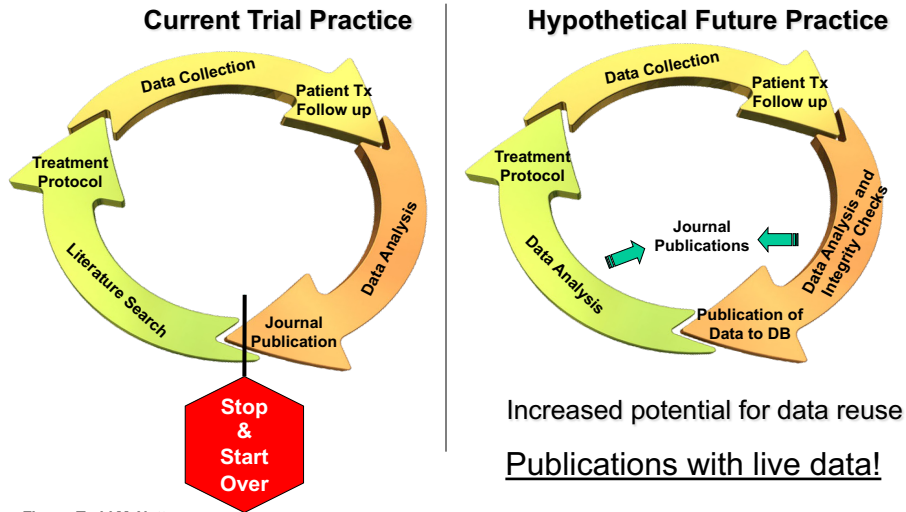 Current Trial Practice
Data Collection
Patient Tx
Follow up
Treatment
Protocol
Data Analysis
Literature Search
Journal
Publication
Stop
&
Start
Over
Hypothetical Future Practice
Data Collection
Patient Tx
Follow up
Treatment
Protocol
Data Analysis and
Integrity Checks
Journal
Publications
Data Analysis
Publication of
Data to DB
Increased potential for data reuse
Publications with live data!